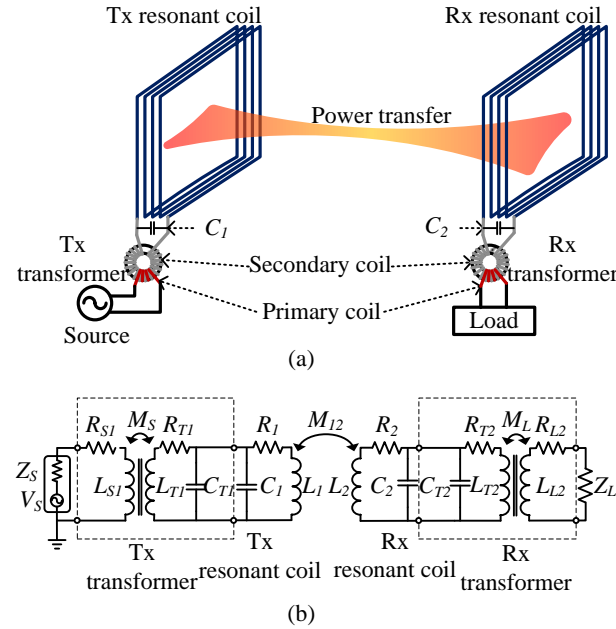 Tx resonant coil
Rx resonant coil
Power transfer
C1
C2
Tx
transformer
Secondary coil
Rx
transformer
Primary coil
Source
Load
(a)
RS1
MS
RT1
R1
M12
R2
RT2
ML
RL2
ZS
VS
LS1
LT1
CT1
C1
L1
L2
C2
CT2
LT2
LL2
ZL
Tx
transformer
Tx
resonant coil
Rx
resonant coil
Rx
transformer
(b)